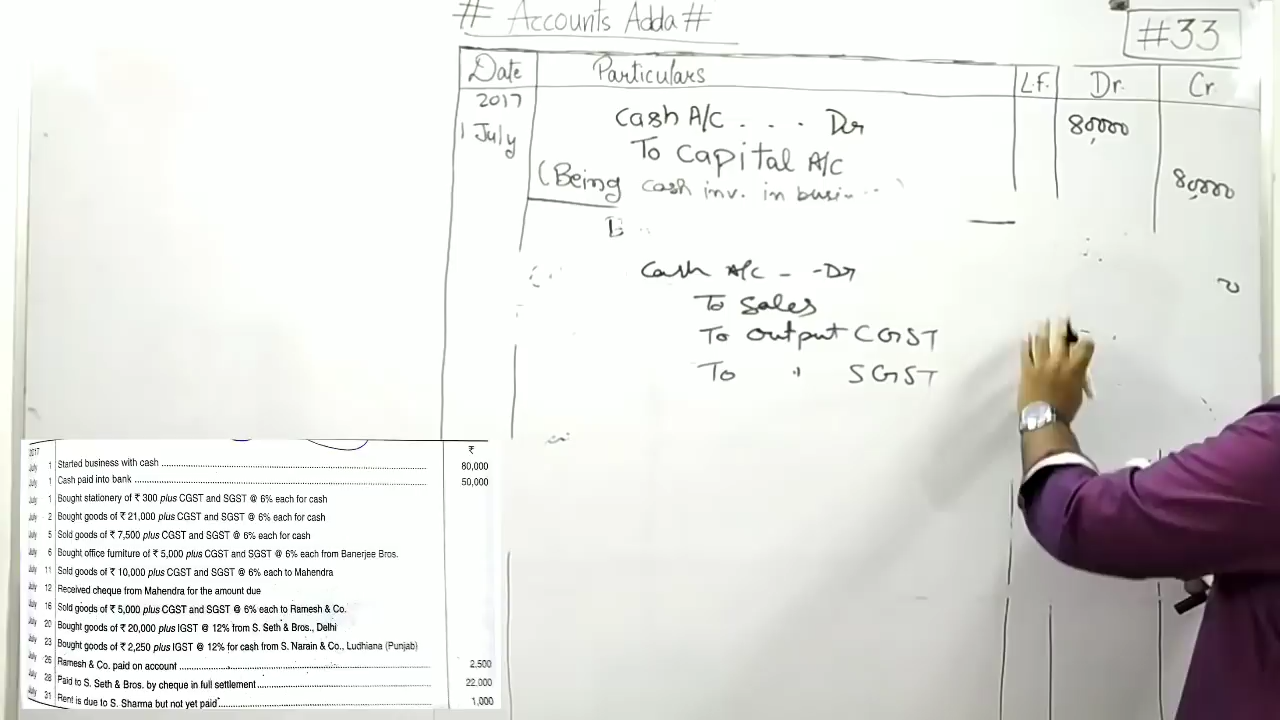 # Accounts Adda #
#33
Date Particulars L.F. Dr. Cr.
2017
1 July Cash A/C . . . Dr 80,000
To Capital A/C 80,000
(Being cash inv. in busi...)
Cash A/C - - Dr
To Sales
To output CGST
To " SGST
2017 ₹
July 1 Started business with cash 80,000
July 1 Cash paid into bank 50,000
July 1 Bought stationery of ₹ 300 plus CGST and SGST @ 6% each for cash
July 2 Bought goods of ₹ 21,000 plus CGST and SGST @ 6% each for cash
July 5 Sold goods of ₹ 7,500 plus CGST and SGST @ 6% each for cash
July 6 Bought office furniture of ₹ 5,000 plus CGST and SGST @ 6% each from Banerjee Bros.
July 11 Sold goods of ₹ 10,000 plus CGST and SGST @ 6% each to Mahendra
July 12 Received cheque from Mahendra for the amount due
July 16 Sold goods of ₹ 5,000 plus CGST and SGST @ 6% each to Ramesh & Co.
July 20 Bought goods of ₹ 20,000 plus IGST @ 12% from S. Seth & Bros., Delhi
July 23 Bought goods of ₹ 2,250 plus IGST @ 12% for cash from S. Narain & Co., Ludhiana (Punjab)
July 26 Ramesh & Co. paid on account 2,500
July 28 Paid to S. Seth & Bros. by cheque in full settlement 22,000
July 31 Rent is due to S. Sharma but not yet paid 1,000